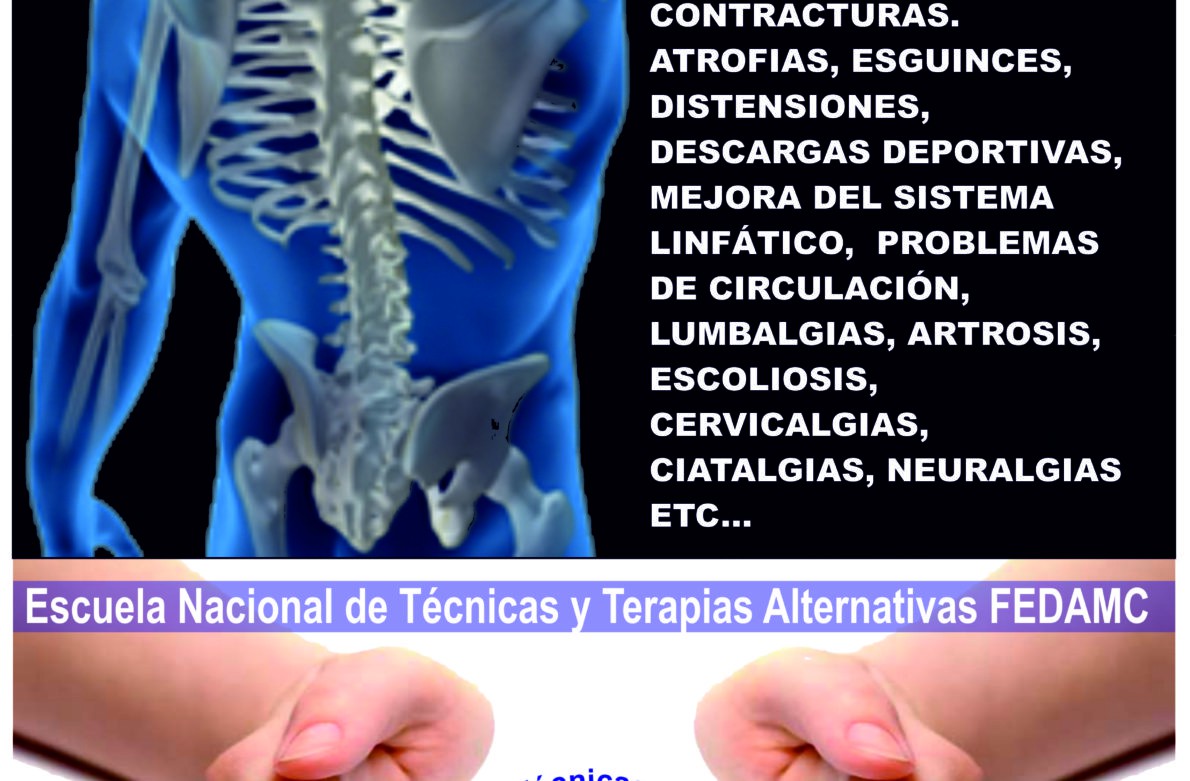 CONTRACTURAS.
ATROFIAS, ESGUINCES,
DISTENSIONES,
DESCARGAS DEPORTIVAS,
MEJORA DEL SISTEMA
LINFÁTICO, PROBLEMAS
DE CIRCULACIÓN,
LUMBALGIAS, ARTROSIS,
ESCOLIOSIS,
CERVICALGIAS,
CIATALGIAS, NEURALGIAS
ETC...
Escuela Nacional de Técnicas y Terapias Alternativas FEDAMC